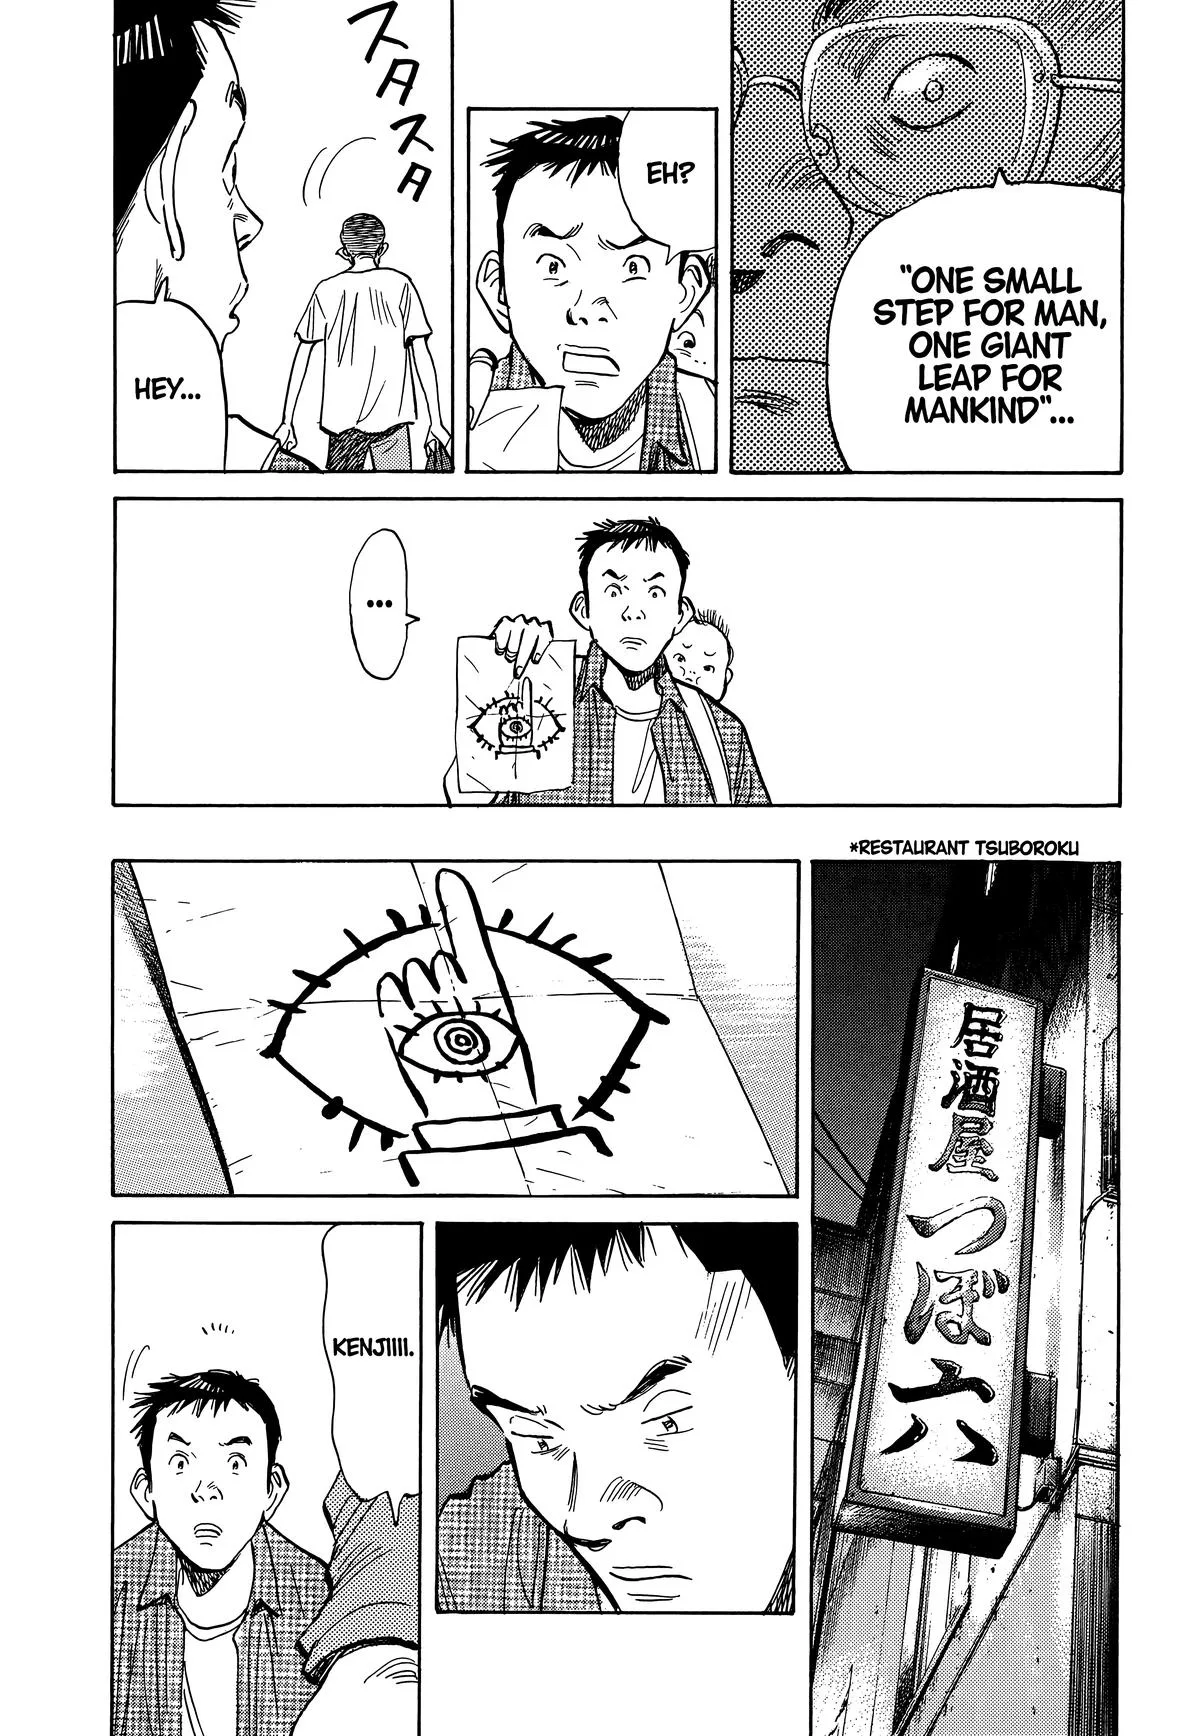 "ONE SMALL
STEP FOR MAN,
ONE GIANT
LEAP FOR
MANKIND"...
EH?
スタスタ
HEY...
...
*RESTAURANT TSUBOROKU
居酒屋つぼ六
KENJIIII.